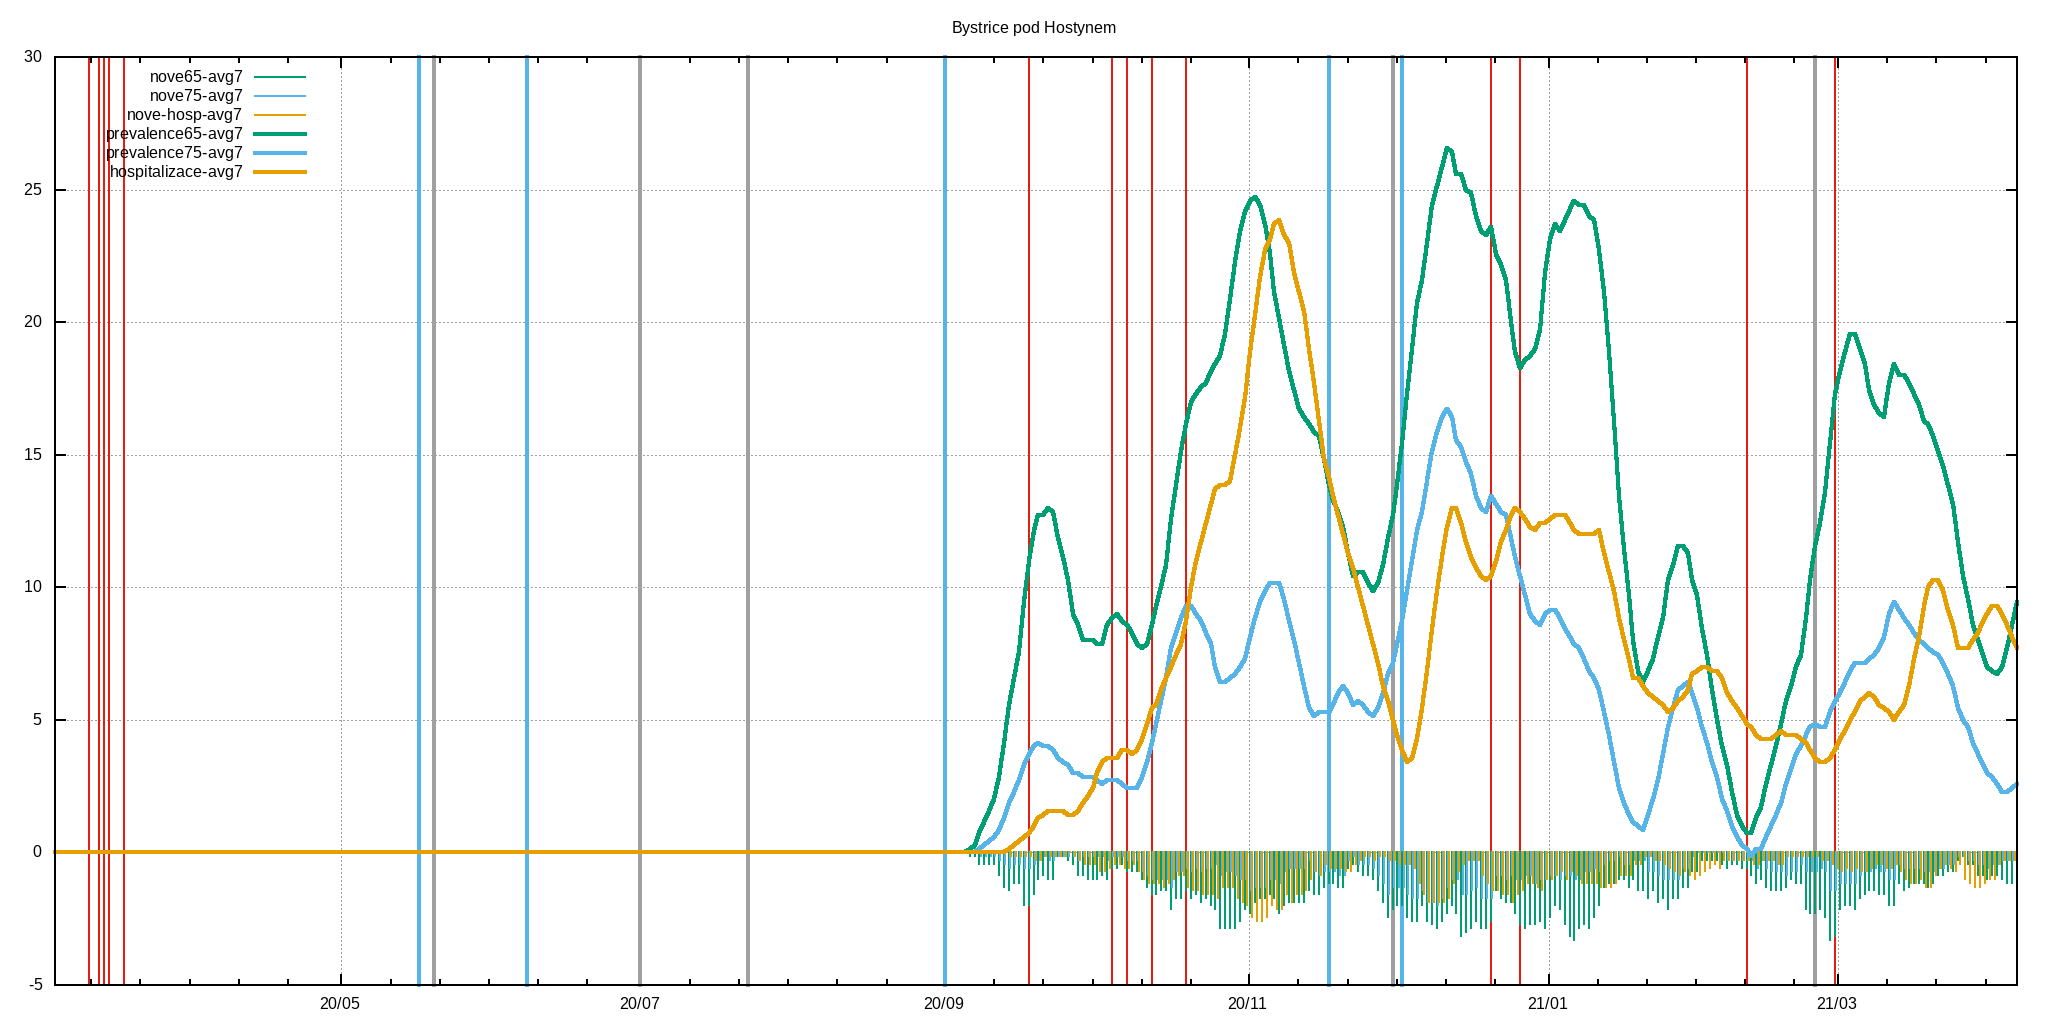 Bystrice pod Hostynem
30
25
20
15
10
5
0
-5
nove65-avg7
nove75-avg7
nove-hosp-avg7
prevalence65-avg7
prevalence75-avg7
hospitalizace-avg7
20/05 20/07 20/09 20/11 21/01 21/03